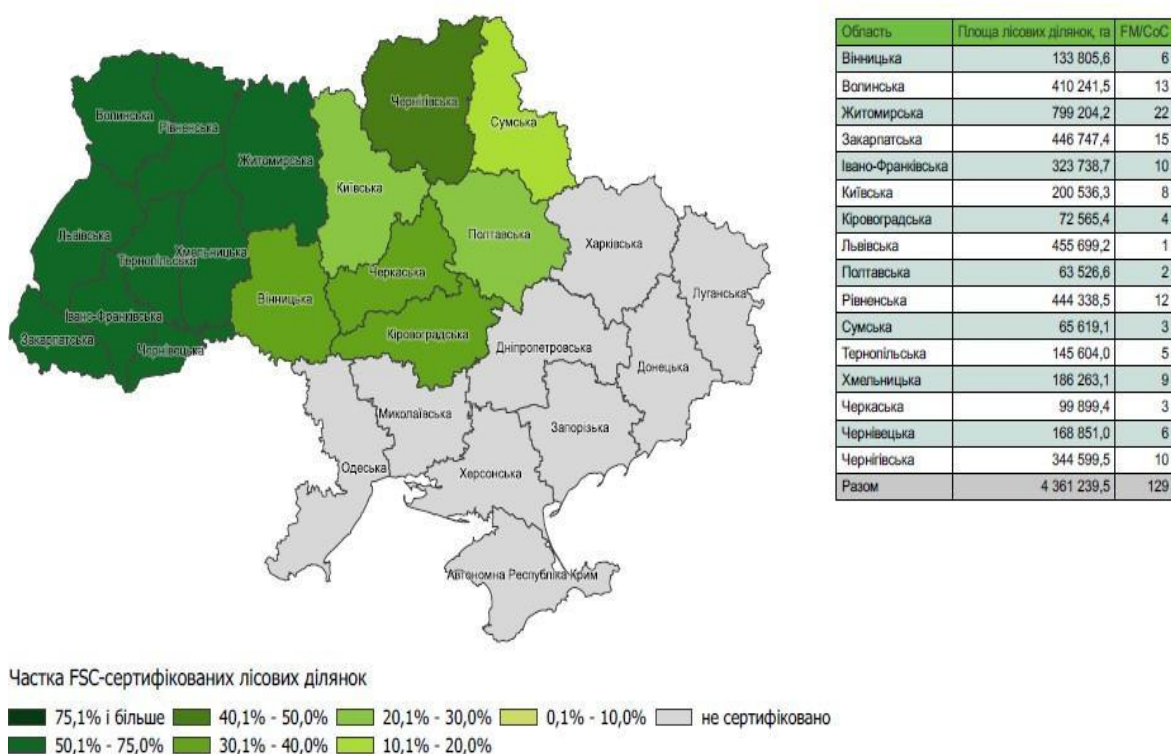 Чернігівська
Волинська
Рівненська
Сумська
Житомирська
Київська
Львівська
Полтавська
Харківська
Хмельницька
Тернопільська
Черкаська
Луганська
Вінницька
Івано-Франківська
Кіровоградська
Закарпатська
Чернівецька
Дніпропетровська
Донецька
Миколаївська
Запорізька
Одеська
Херсонська
Автономна Республіка Крим
Область Площа лісових ділянок, га FM/CoC
Вінницька 133 805,6 6
Волинська 410 241,5 13
Житомирська 799 204,2 22
Закарпатська 446 747,4 15
Івано-Франківська 323 738,7 10
Київська 200 536,3 8
Кіровоградська 72 565,4 4
Львівська 455 699,2 1
Полтавська 63 526,6 2
Рівненська 444 338,5 12
Сумська 65 619,1 3
Тернопільська 145 604,0 5
Хмельницька 186 263,1 9
Черкаська 99 899,4 3
Чернівецька 168 851,0 6
Чернігівська 344 599,5 10
Разом 4 361 239,5 129
Частка FSC-сертифікованих лісових ділянок
75,1% і більше 40,1% - 50,0% 20,1% - 30,0% 0,1% - 10,0% не сертифіковано
50,1% - 75,0% 30,1% - 40,0% 10,1% - 20,0%